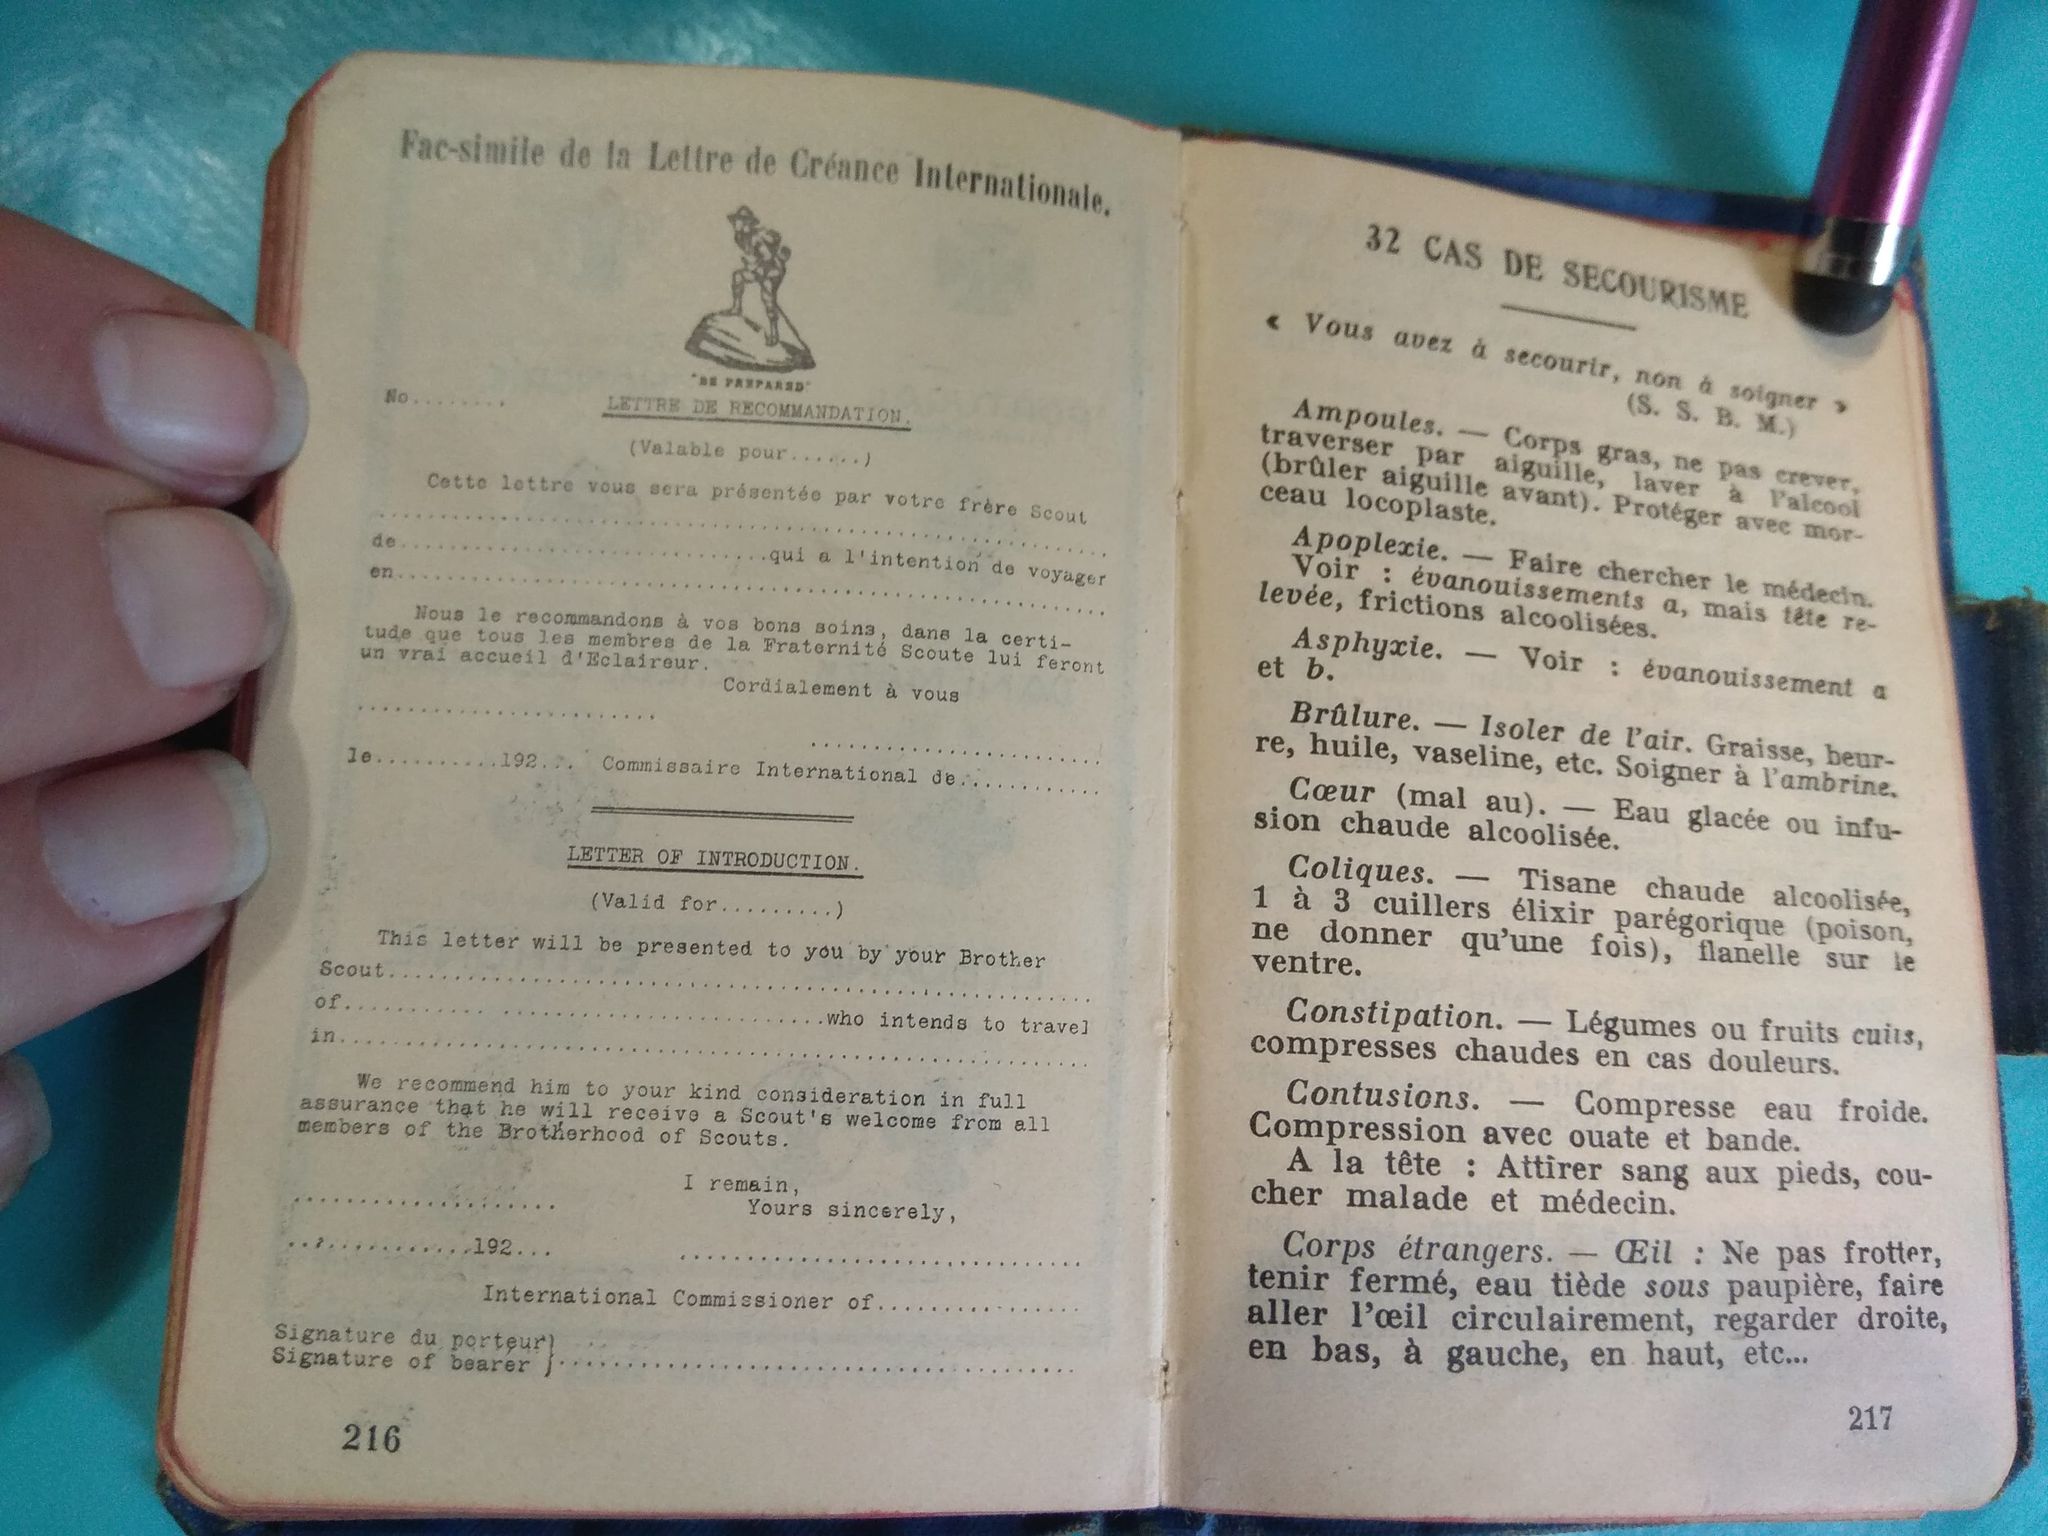 Fac-simile de la Lettre de Créance Internationale.
"BE PREPARED"
No........
LETTRE DE RECOMMANDATION.
(Valable pour......)
Cette lettre vous sera présentée par votre frère Scout
..........................................................
de..............................qui a l'intention de voyager
en..........................................................
Nous le recommandons à vos bons soins, dans la certi-
tude que tous les membres de la Fraternité Scoute lui feront
un vrai accueil d'Eclaireur.
Cordialement à vous
........................
........................
le..........192... Commissaire International de............
LETTER OF INTRODUCTION.
(Valid for.........)
This letter will be presented to you by your Brother
Scout.........................................................
of.......................................who intends to travel
in............................................................
We recommend him to your kind consideration in full
assurance that he will receive a Scout's welcome from all
members of the Brotherhood of Scouts.
I remain,
.....................
Yours sincerely,
...............192...
................................
International Commissioner of................
Signature du porteur)
Signature of bearer )..........................................
216
32 CAS DE SECOURISME
« Vous avez à secourir, non à soigner »
(S. S. B. M.)
Ampoules. — Corps gras, ne pas crever,
traverser par aiguille, laver à l'alcool
(brûler aiguille avant). Protéger avec mor-
ceau locoplaste.
Apoplexie. — Faire chercher le médecin.
Voir : évanouissements a, mais tête re-
levée, frictions alcoolisées.
Asphyxie. — Voir : évanouissement a
et b.
Brûlure. — Isoler de l'air. Graisse, beur-
re, huile, vaseline, etc. Soigner à l'ambrine.
Cœur (mal au). — Eau glacée ou infu-
sion chaude alcoolisée.
Coliques. — Tisane chaude alcoolisée,
1 à 3 cuillers élixir parégorique (poison,
ne donner qu'une fois), flanelle sur le
ventre.
Constipation. — Légumes ou fruits cuits,
compresses chaudes en cas douleurs.
Contusions. — Compresse eau froide.
Compression avec ouate et bande.
A la tête : Attirer sang aux pieds, cou-
cher malade et médecin.
Corps étrangers. — Œil : Ne pas frotter,
tenir fermé, eau tiède sous paupière, faire
aller l'œil circulairement, regarder droite,
en bas, à gauche, en haut, etc...
217